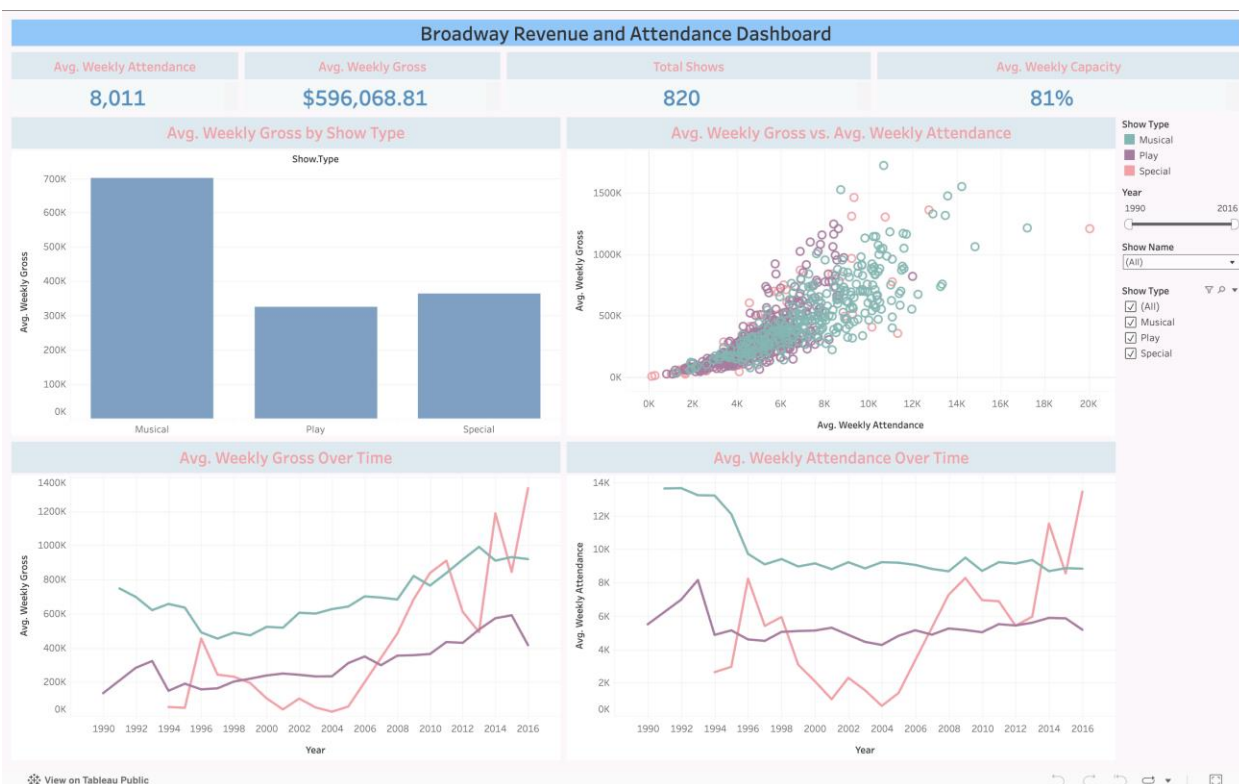 Broadway Revenue and Attendance Dashboard
Avg. Weekly Attendance
8,011
Avg. Weekly Gross
$596,068.81
Total Shows
820
Avg. Weekly Capacity
81%
Avg. Weekly Gross by Show Type
Show.Type
Avg. Weekly Gross
700K
600K
500K
400K
300K
200K
100K
0K
Musical Play Special
Avg. Weekly Gross vs. Avg. Weekly Attendance
Avg. Weekly Gross
1500K
1000K
500K
0K
0K 2K 4K 6K 8K 10K 12K 14K 16K 18K 20K
Avg. Weekly Attendance
Show Type
Musical
Play
Special
Year
1990 2016
Show Name
(All)
Show Type
(All)
Musical
Play
Special
Avg. Weekly Gross Over Time
Avg. Weekly Gross
1400K
1200K
1000K
800K
600K
400K
200K
0K
1990 1992 1994 1996 1998 2000 2002 2004 2006 2008 2010 2012 2014 2016
Year
Avg. Weekly Attendance Over Time
Avg. Weekly Attendance
14K
12K
10K
8K
6K
4K
2K
0K
1990 1992 1994 1996 1998 2000 2002 2004 2006 2008 2010 2012 2014 2016
Year
View on Tableau Public